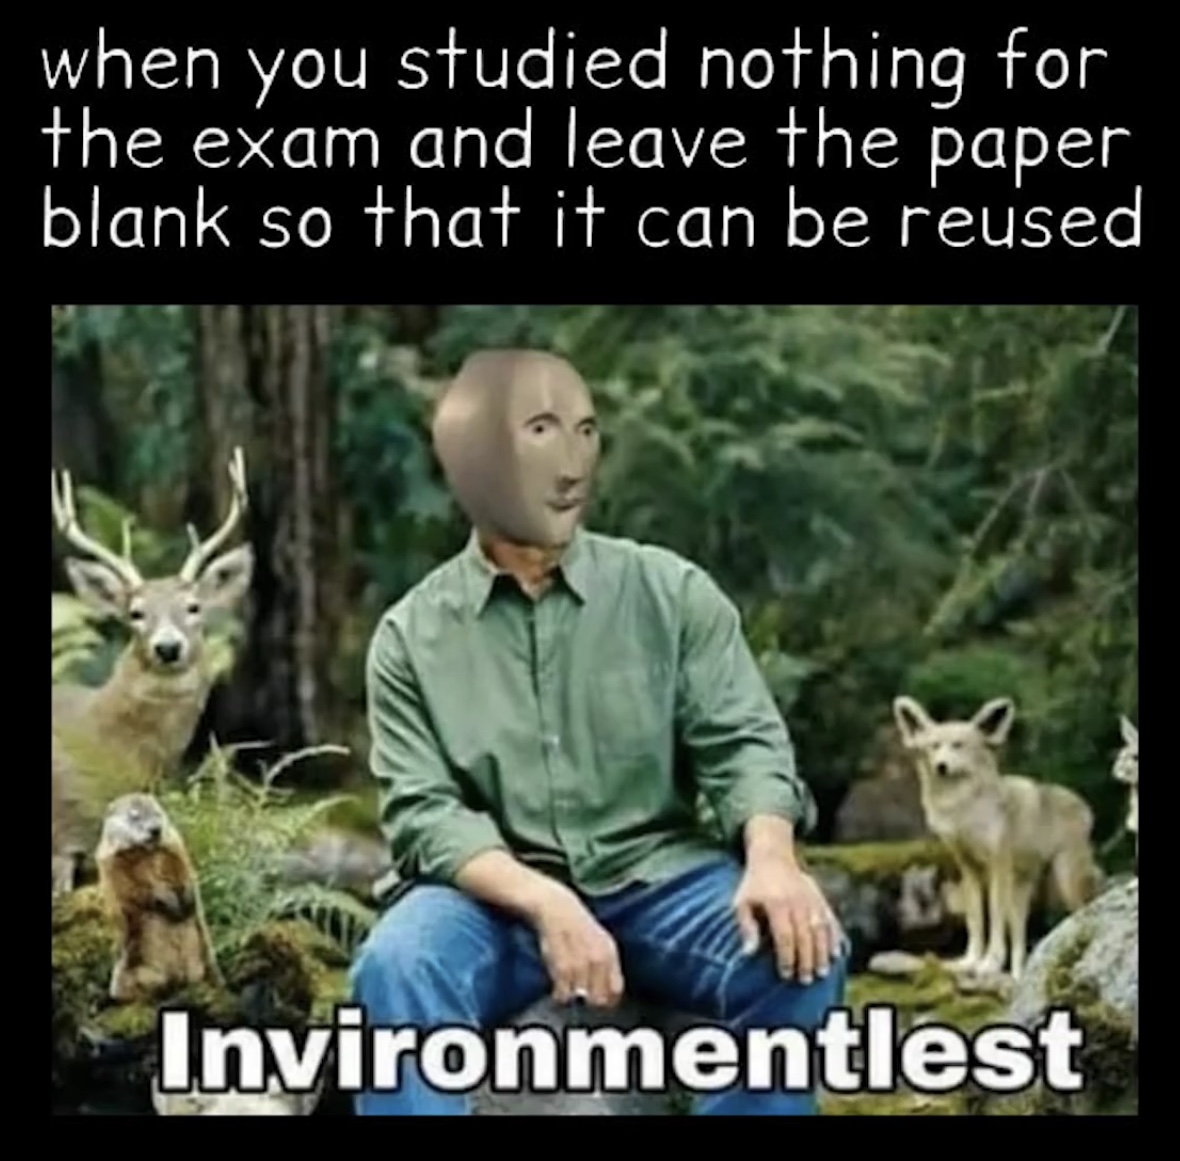 when you studied nothing for
the exam and leave the paper
blank so that it can be reused
Invironmentlest